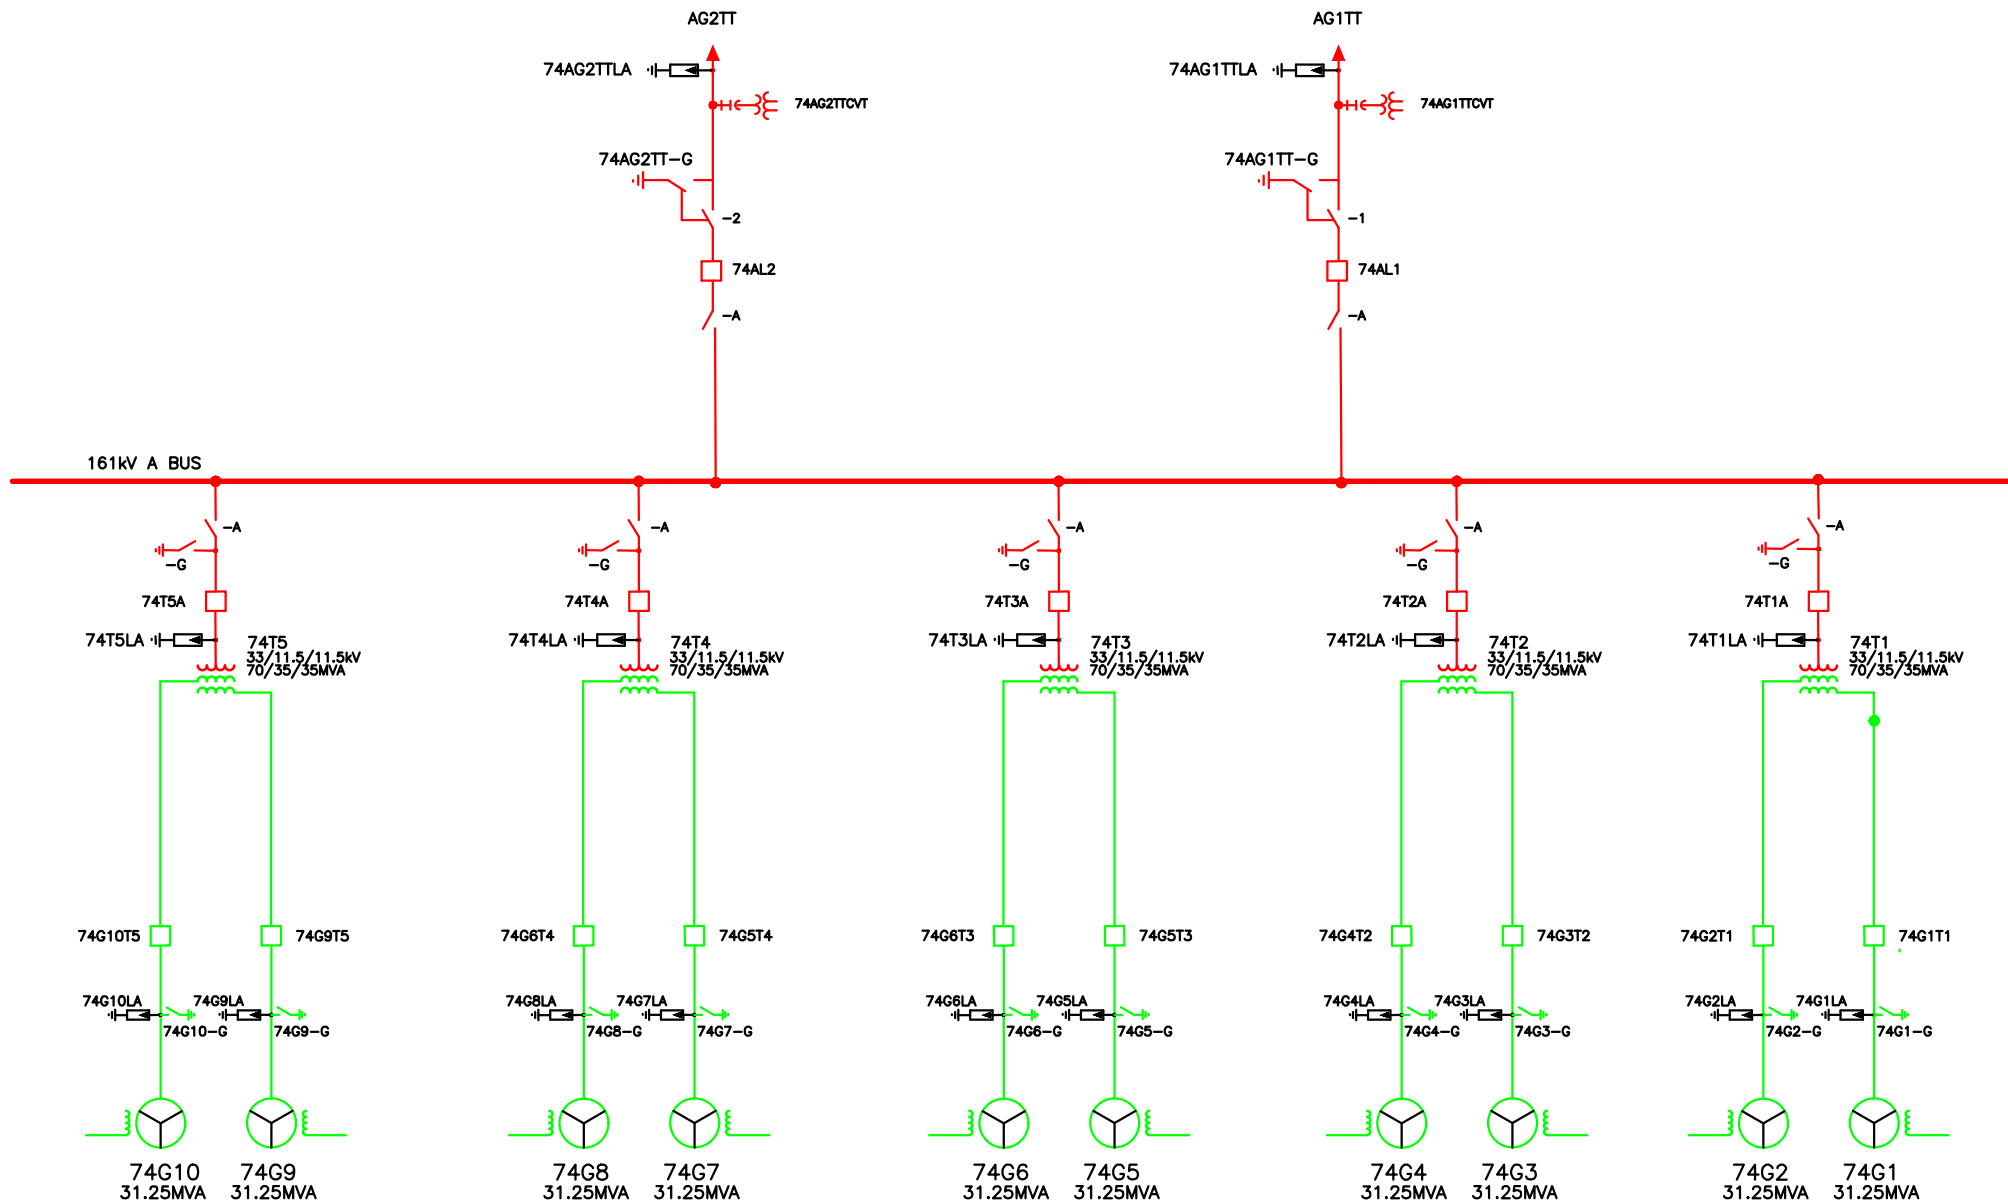 AG2TT
AG1TT
74AG2TTLA
74AG1TTLA
74AG2TTCVT
74AG1TTCVT
74AG2TT-G
74AG1TT-G
-2
-1
74AL2
74AL1
-A
-A
161kV A BUS
-A
-A
-A
-A
-A
-G
-G
-G
-G
-G
74T5A
74T4A
74T3A
74T2A
74T1A
74T5LA
74T5
33/11.5/11.5kV
70/35/35MVA
74T4LA
74T4
33/11.5/11.5kV
70/35/35MVA
74T3LA
74T3
33/11.5/11.5kV
70/35/35MVA
74T2LA
74T2
33/11.5/11.5kV
70/35/35MVA
74T1LA
74T1
33/11.5/11.5kV
70/35/35MVA
74G10T5
74G9T5
74G6T4
74G5T4
74G6T3
74G5T3
74G4T2
74G3T2
74G2T1
74G1T1
74G10LA
74G9LA
74G8LA
74G7LA
74G6LA
74G5LA
74G4LA
74G3LA
74G2LA
74G1LA
74G10-G
74G9-G
74G8-G
74G7-G
74G6-G
74G5-G
74G4-G
74G3-G
74G2-G
74G1-G
74G10
31.25MVA
74G9
31.25MVA
74G8
31.25MVA
74G7
31.25MVA
74G6
31.25MVA
74G5
31.25MVA
74G4
31.25MVA
74G3
31.25MVA
74G2
31.25MVA
74G1
31.25MVA